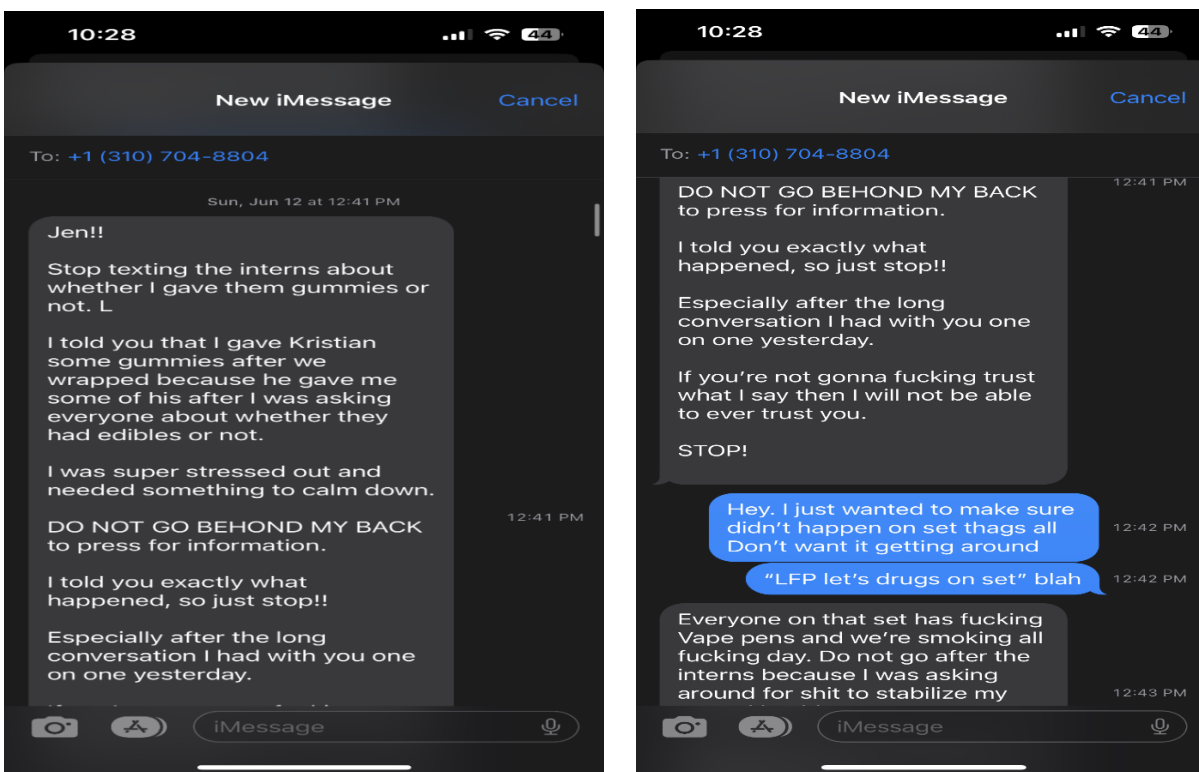 10:28
44
New iMessage
Cancel
To: +1 (310) 704-8804
Sun, Jun 12 at 12:41 PM
Jen!!
Stop texting the interns about
whether I gave them gummies or
not. L
I told you that I gave Kristian
some gummies after we
wrapped because he gave me
some of his after I was asking
everyone about whether they
had edibles or not.
I was super stressed out and
needed something to calm down.
DO NOT GO BEHOND MY BACK
to press for information.
12:41 PM
I told you exactly what
happened, so just stop!!
Especially after the long
conversation I had with you one
on one yesterday.
iMessage
10:28
44
New iMessage
Cancel
To: +1 (310) 704-8804
12:41 PM
DO NOT GO BEHOND MY BACK
to press for information.
I told you exactly what
happened, so just stop!!
Especially after the long
conversation I had with you one
on one yesterday.
If you're not gonna fucking trust
what I say then I will not be able
to ever trust you.
STOP!
Hey. I just wanted to make sure
didn't happen on set thags all
Don't want it getting around
12:42 PM
"LFP let's drugs on set" blah
12:42 PM
Everyone on that set has fucking
Vape pens and we're smoking all
fucking day. Do not go after the
interns because I was asking
around for shit to stabilize my
12:43 PM
iMessage